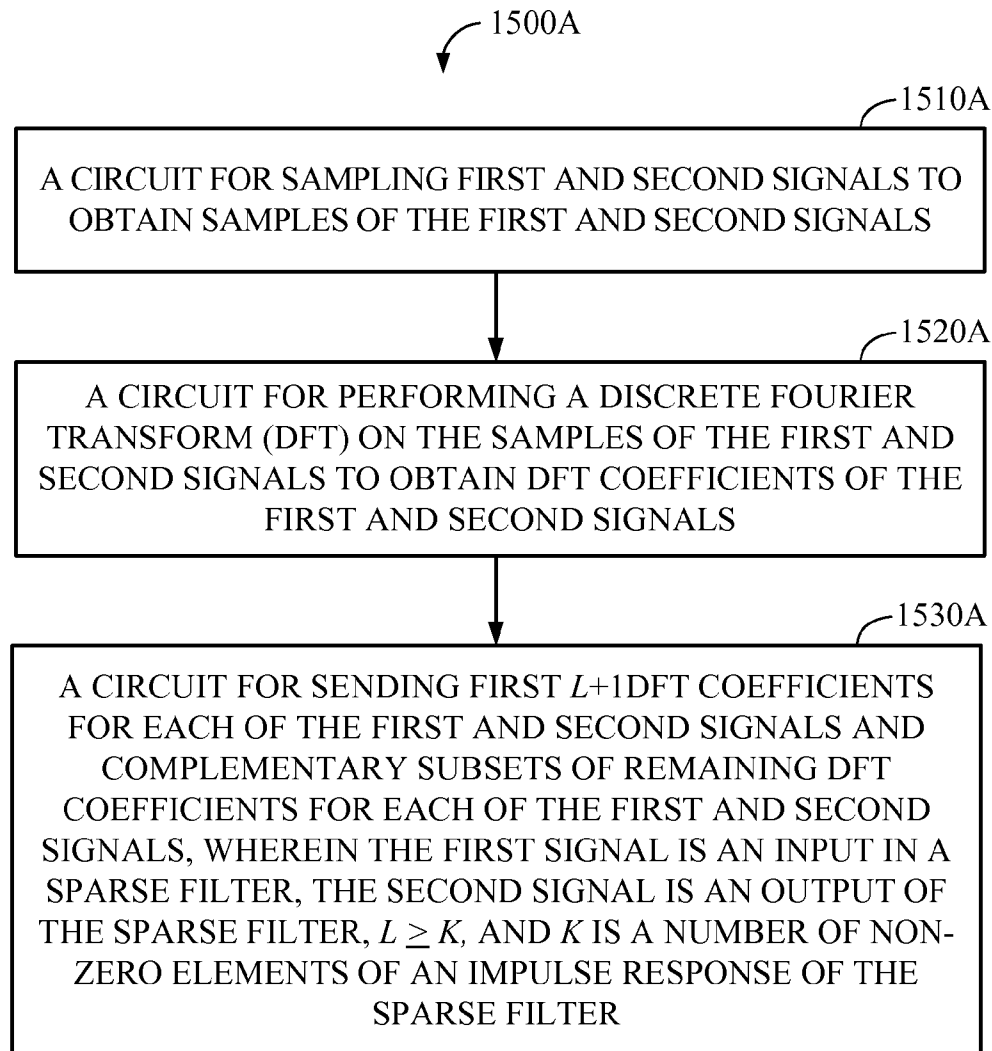 1500A
1510A
A CIRCUIT FOR SAMPLING FIRST AND SECOND SIGNALS TO
OBTAIN SAMPLES OF THE FIRST AND SECOND SIGNALS
1520A
A CIRCUIT FOR PERFORMING A DISCRETE FOURIER
TRANSFORM (DFT) ON THE SAMPLES OF THE FIRST AND
SECOND SIGNALS TO OBTAIN DFT COEFFICIENTS OF THE
FIRST AND SECOND SIGNALS
1530A
A CIRCUIT FOR SENDING FIRST L+1DFT COEFFICIENTS
FOR EACH OF THE FIRST AND SECOND SIGNALS AND
COMPLEMENTARY SUBSETS OF REMAINING DFT
COEFFICIENTS FOR EACH OF THE FIRST AND SECOND
SIGNALS, WHEREIN THE FIRST SIGNAL IS AN INPUT IN A
SPARSE FILTER, THE SECOND SIGNAL IS AN OUTPUT OF
THE SPARSE FILTER, L ≥ K, AND K IS A NUMBER OF NON-
ZERO ELEMENTS OF AN IMPULSE RESPONSE OF THE
SPARSE FILTER